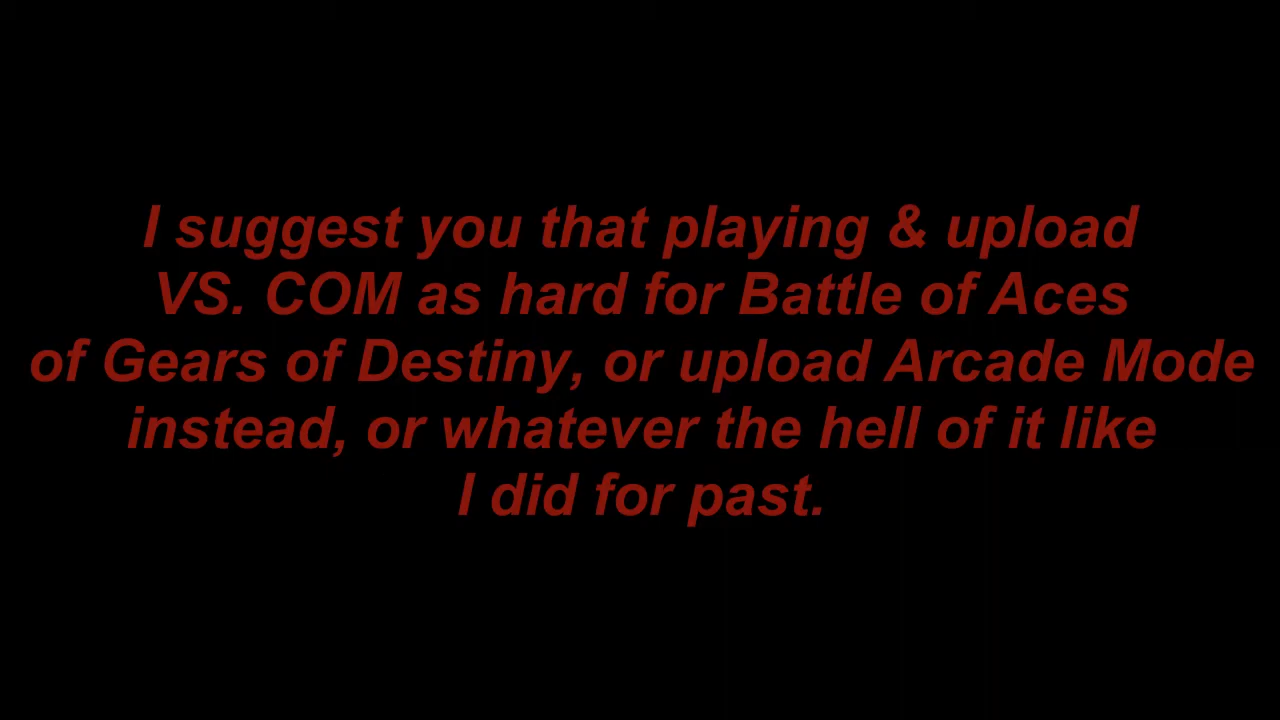 I suggest you that playing & upload
VS. COM as hard for Battle of Aces
of Gears of Destiny, or upload Arcade Mode
instead, or whatever the hell of it like
I did for past.